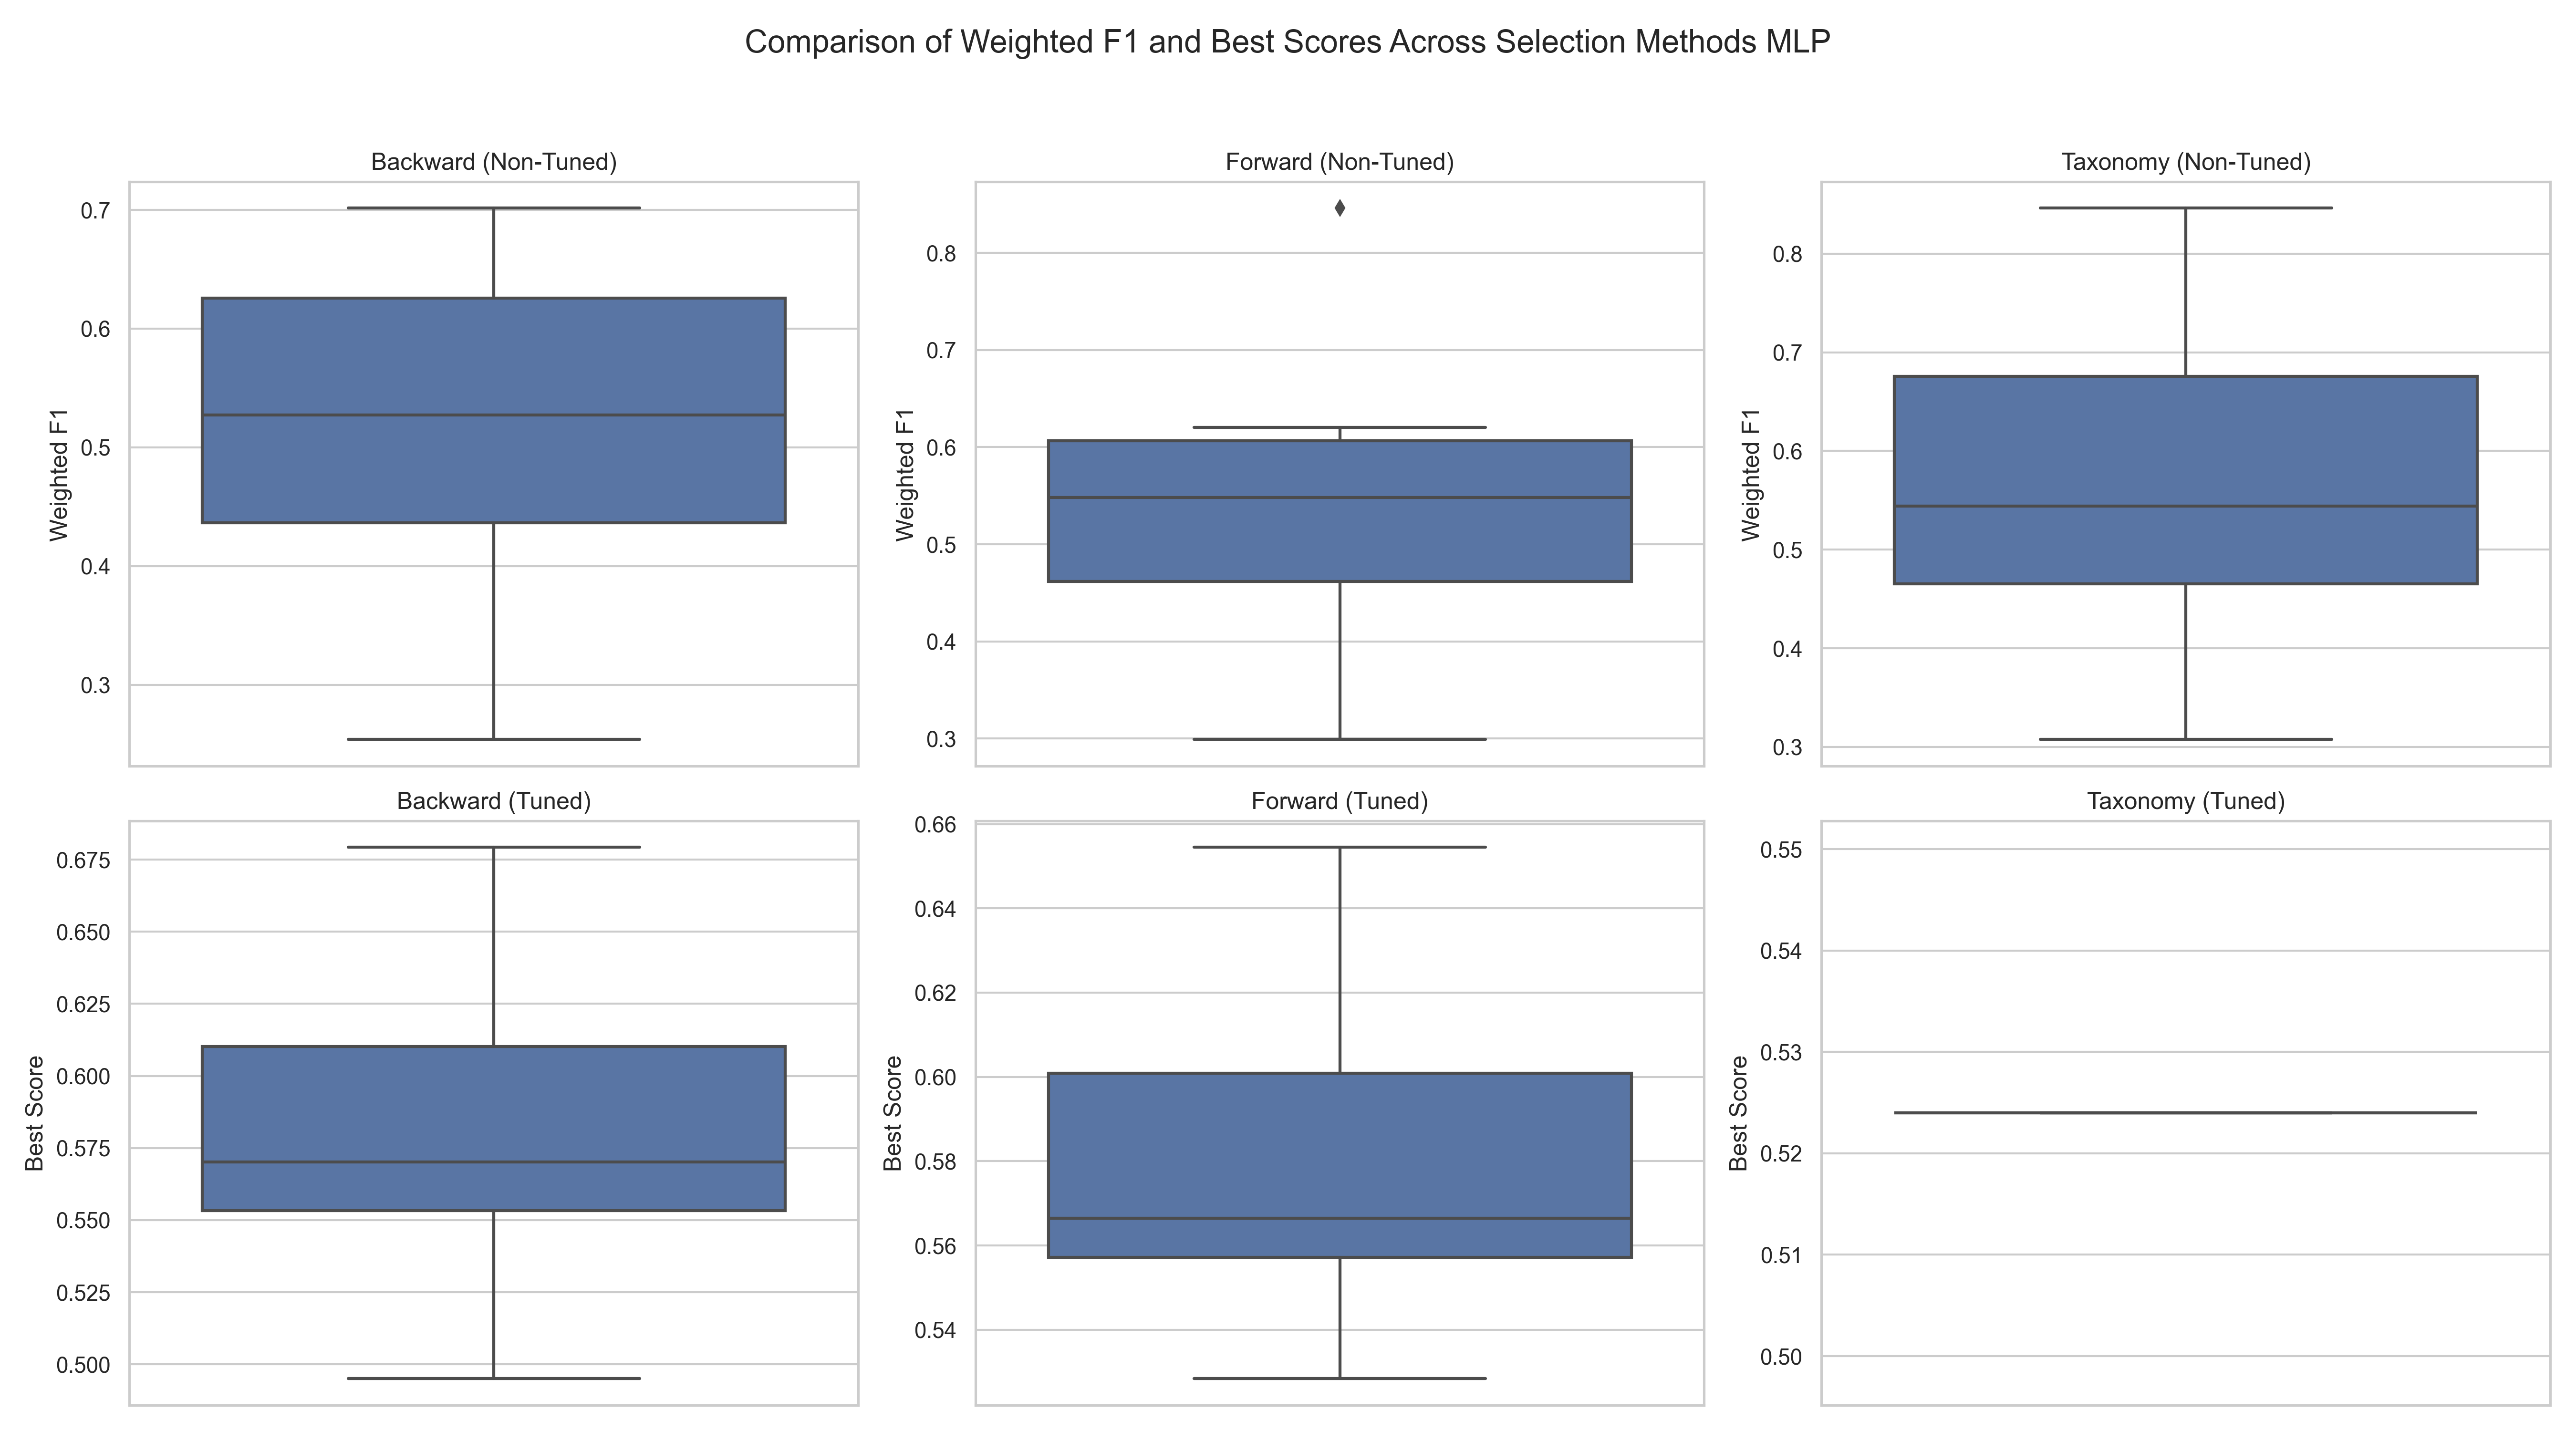 Comparison of Weighted F1 and Best Scores Across Selection Methods MLP
Backward (Non-Tuned)
Weighted F1
0.7
0.6
0.5
0.4
0.3
Forward (Non-Tuned)
Weighted F1
0.8
0.7
0.6
0.5
0.4
0.3
Taxonomy (Non-Tuned)
Weighted F1
0.8
0.7
0.6
0.5
0.4
0.3
Backward (Tuned)
Best Score
0.675
0.650
0.625
0.600
0.575
0.550
0.525
0.500
Forward (Tuned)
Best Score
0.66
0.64
0.62
0.60
0.58
0.56
0.54
Taxonomy (Tuned)
Best Score
0.55
0.54
0.53
0.52
0.51
0.50